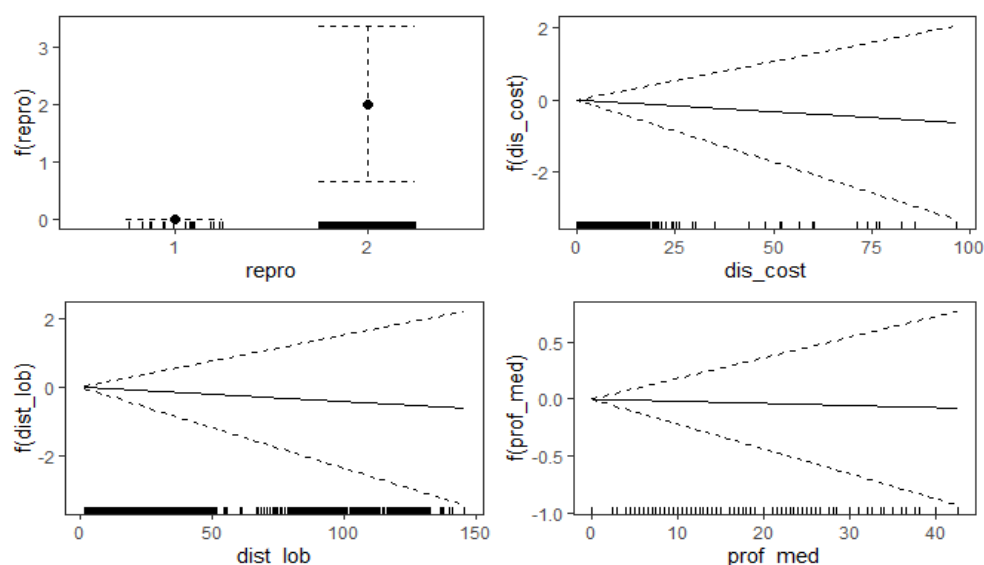 f(repro)
3
2
1
0
1 2
repro
f(dis_cost)
2
0
-2
0 25 50 75 100
dis_cost
f(dist_lob)
2
0
-2
0 50 100 150
dist_lob
f(prof_med)
0.5
0.0
-0.5
-1.0
0 10 20 30 40
prof_med